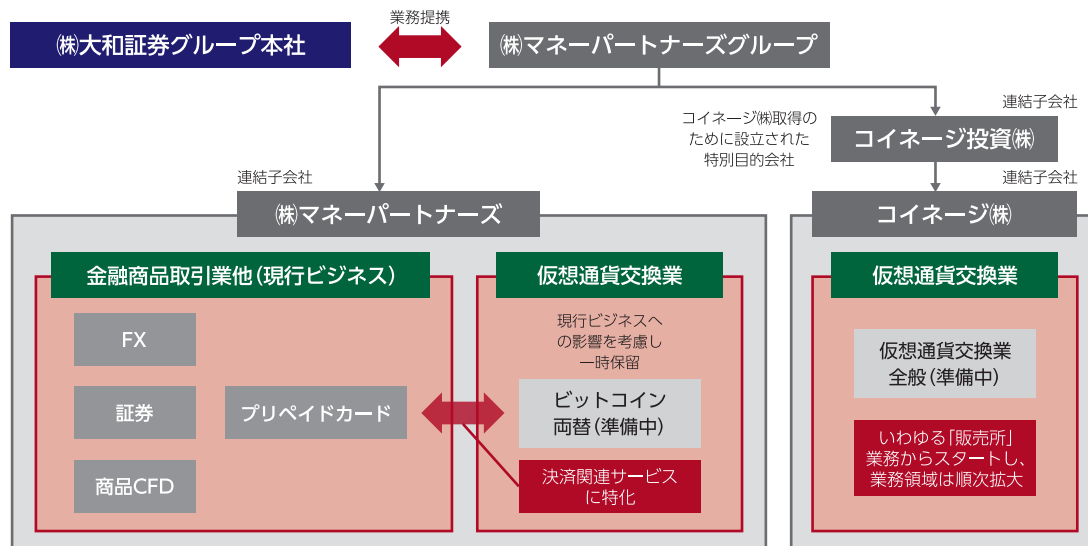 業務提携
㈱大和証券グループ本社
㈱マネーパートナーズグループ
コイネージ㈱取得の
ために設立された
特別目的会社
連結子会社
コイネージ投資㈱
連結子会社
㈱マネーパートナーズ
連結子会社
コイネージ㈱
金融商品取引業他（現行ビジネス）
FX
証券
プリペイドカード
商品CFD
仮想通貨交換業
現行ビジネスへ
の影響を考慮し
一時保留
ビットコイン
両替（準備中）
決済関連サービス
に特化
仮想通貨交換業
仮想通貨交換業
全般（準備中）
いわゆる「販売所」
業務からスタートし、
業務領域は順次拡大